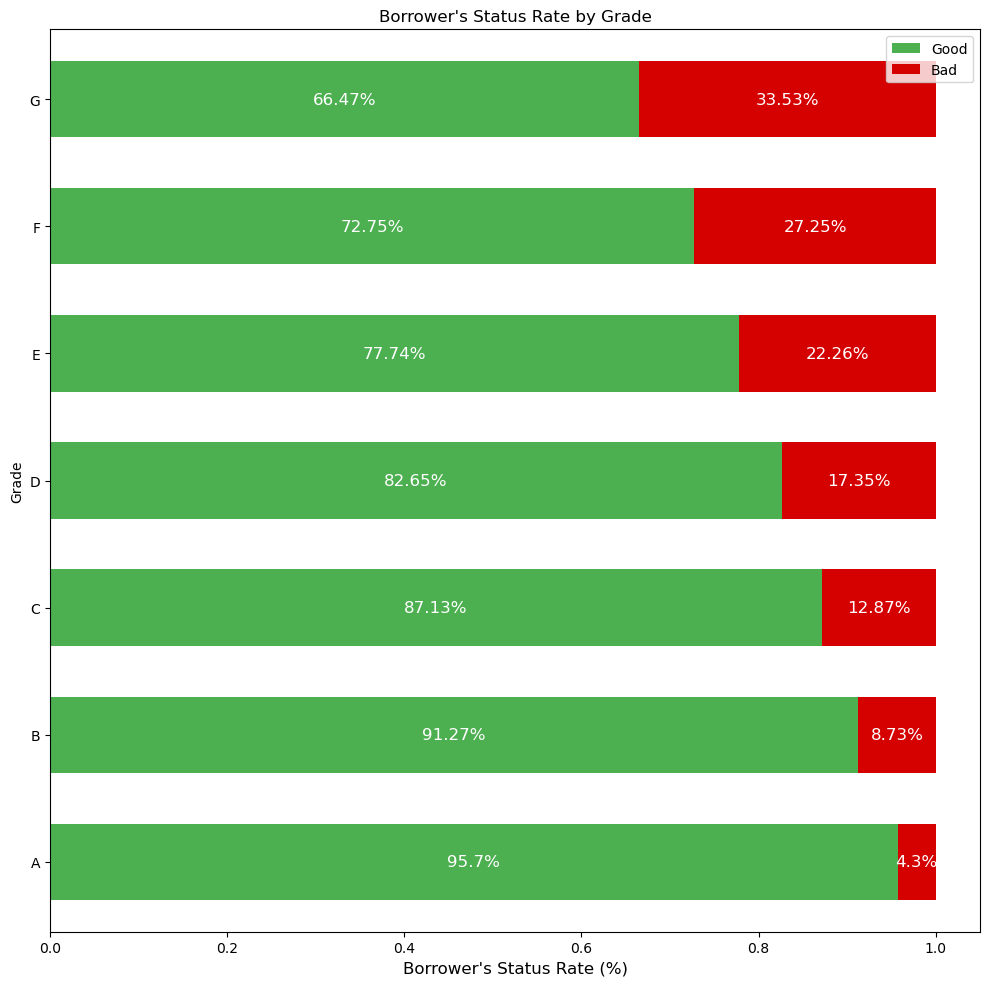 Borrower's Status Rate by Grade
Good
Bad
G
66.47%
33.53%
F
72.75%
27.25%
E
77.74%
22.26%
D
82.65%
17.35%
Grade
C
87.13%
12.87%
B
91.27%
8.73%
A
95.7%
4.3%
0.0
0.2
0.4
0.6
0.8
1.0
Borrower's Status Rate (%)